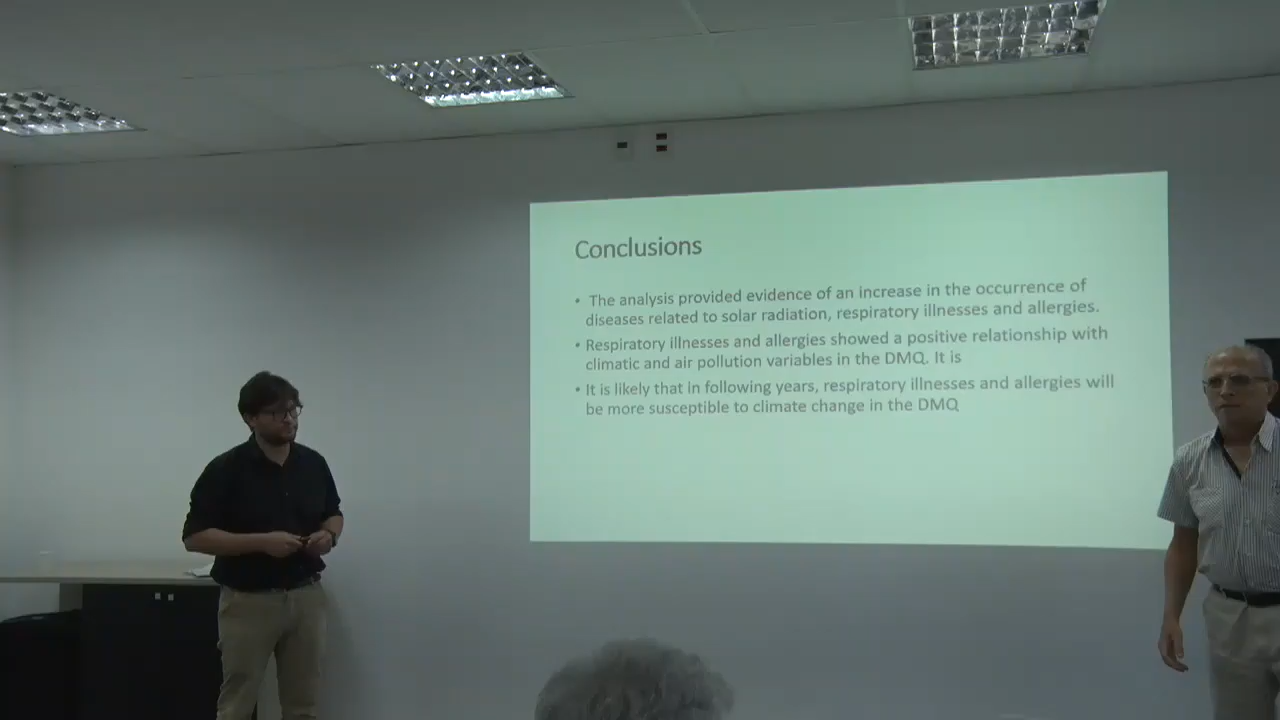 Conclusions
• The analysis provided evidence of an increase in the occurrence of
diseases related to solar radiation, respiratory illnesses and allergies.
• Respiratory illnesses and allergies showed a positive relationship with
climatic and air pollution variables in the DMQ. It is
• It is likely that in following years, respiratory illnesses and allergies will
be more susceptible to climate change in the DMQ